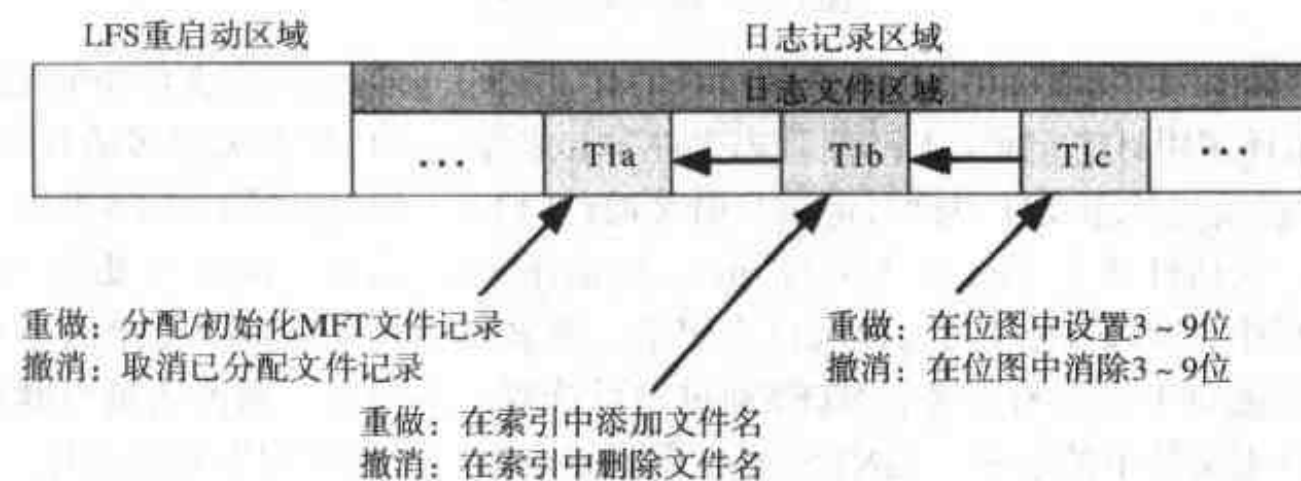 LFS重启动区域
日志记录区域
日志文件区域
... T1a T1b T1c ...
重做：分配/初始化MFT文件记录
撤消：取消已分配文件记录
重做：在位图中设置3~9位
撤消：在位图中消除3~9位
重做：在索引中添加文件名
撤消：在索引中删除文件名